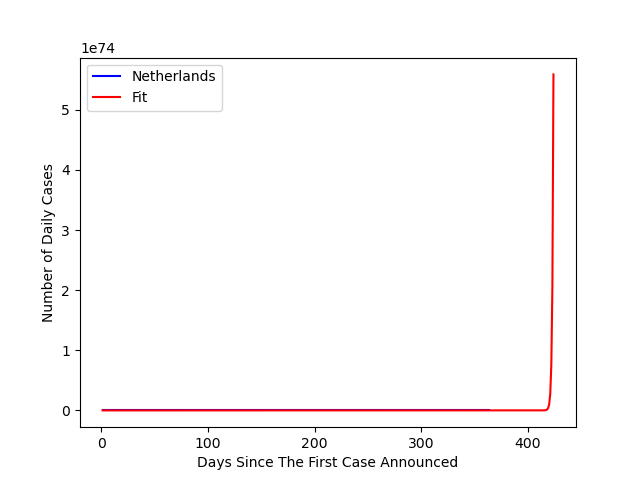 1e74
Netherlands
Fit
5
4
3
2
1
0
Number of Daily Cases
0 100 200 300 400
Days Since The First Case Announced